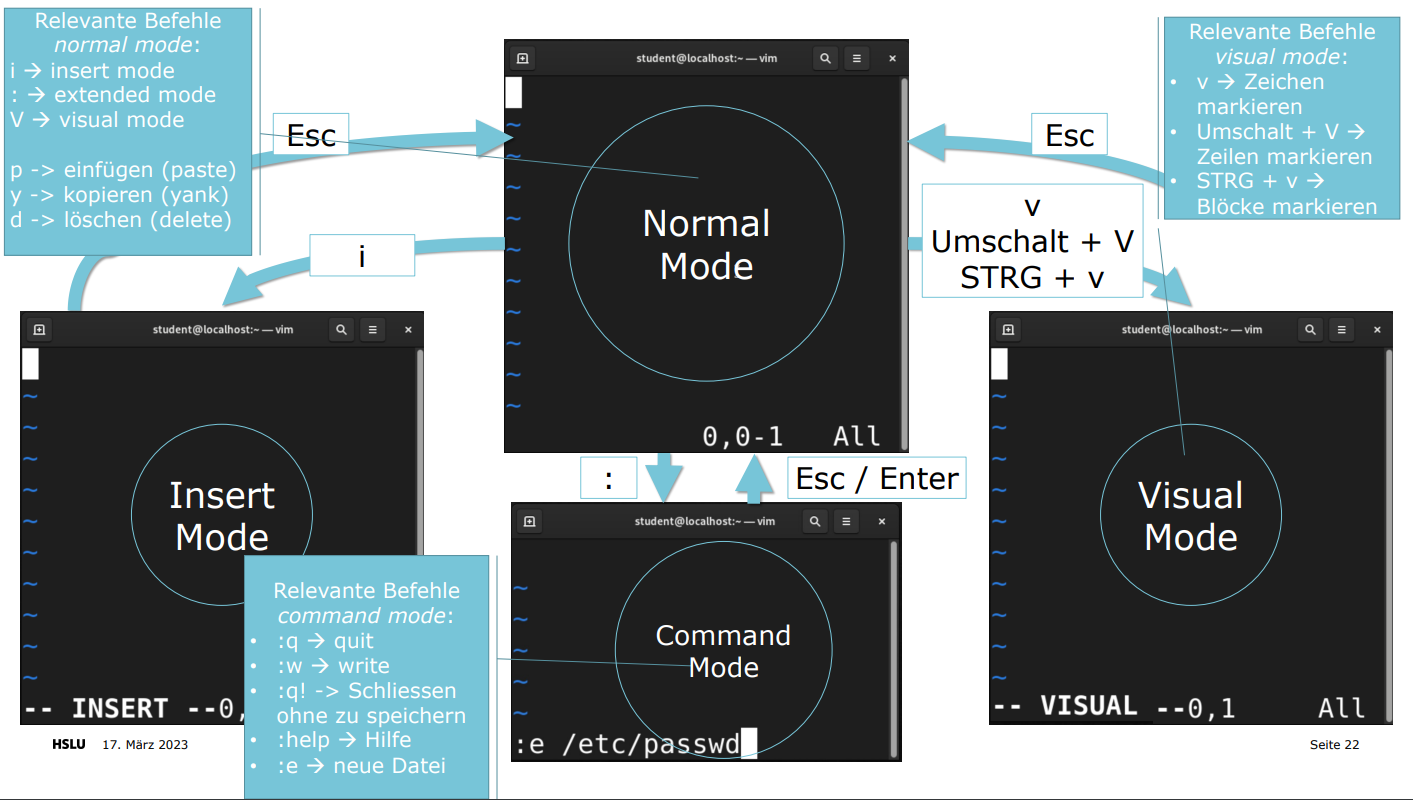 Relevante Befehle
normal mode:
i → insert mode
: → extended mode
V → visual mode
p -> einfügen (paste)
y -> kopieren (yank)
d -> löschen (delete)
Esc
i
student@localhost:~ — vim
~
~
~
~
~
~
~
~
~
~
Normal
Mode
0,0-1 All
Esc
v
Umschalt + V
STRG + v
Relevante Befehle
visual mode:
• v → Zeichen
markieren
• Umschalt + V →
Zeilen markieren
• STRG + v →
Blöcke markieren
student@localhost:~ — vim
~
~
~
~
~
~
~
~
~
~
Insert
Mode
-- INSERT --0,
:
Esc / Enter
student@localhost:~ — vim
~
~
~
~
~
Command
Mode
:e /etc/passwd
Relevante Befehle
command mode:
• :q → quit
• :w → write
• :q! -> Schliessen
ohne zu speichern
• :help → Hilfe
• :e → neue Datei
student@localhost:~ — vim
~
~
~
~
~
~
~
~
~
~
Visual
Mode
-- VISUAL --0,1 All
HSLU 17. März 2023
Seite 22